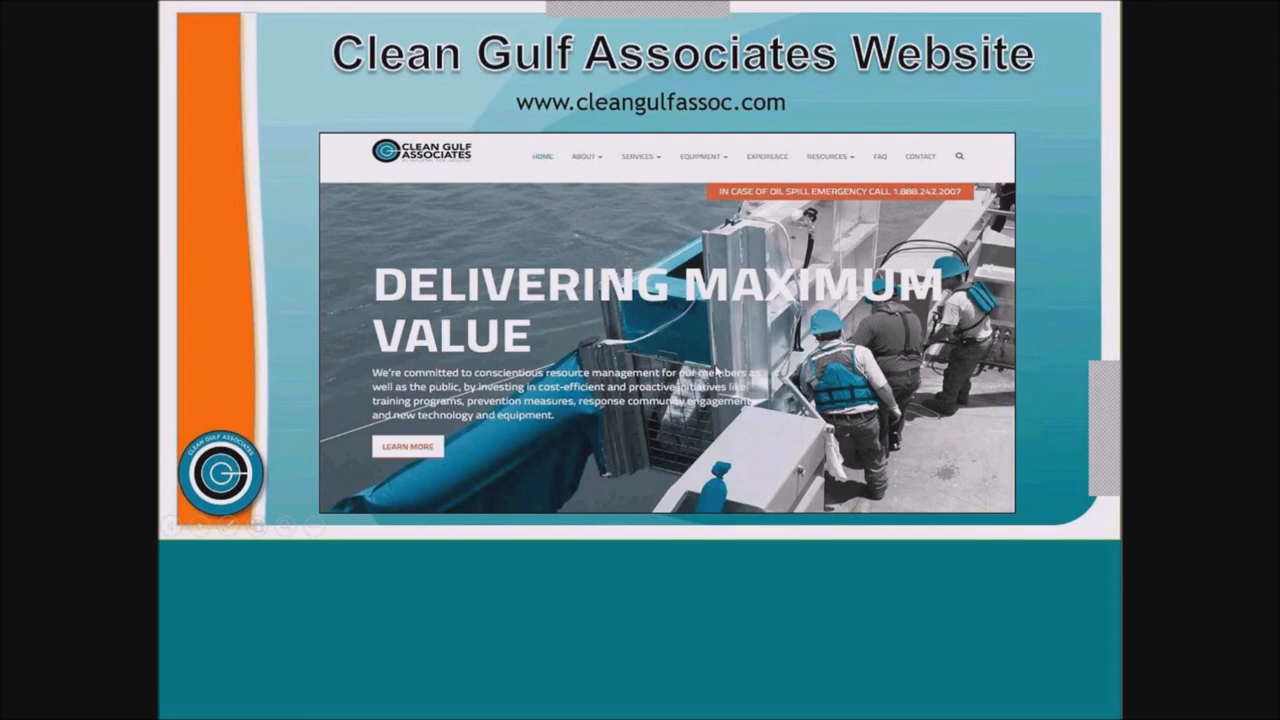 Clean Gulf Associates Website
www.cleangulfassoc.com
CLEAN GULF
ASSOCIATES
HOME ABOUT SERVICES EQUIPMENT EXPERIENCE RESOURCES FAQ CONTACT
IN CASE OF OIL SPILL EMERGENCY CALL 1.888.242.2007
DELIVERING MAXIMUM
VALUE
We're committed to conscientious resource management for our members as
well as the public, by investing in cost-efficient and proactive initiatives like
training programs, prevention measures, response community engagement,
and new technology and equipment.
LEARN MORE
CLEAN GULF ASSOCIATES